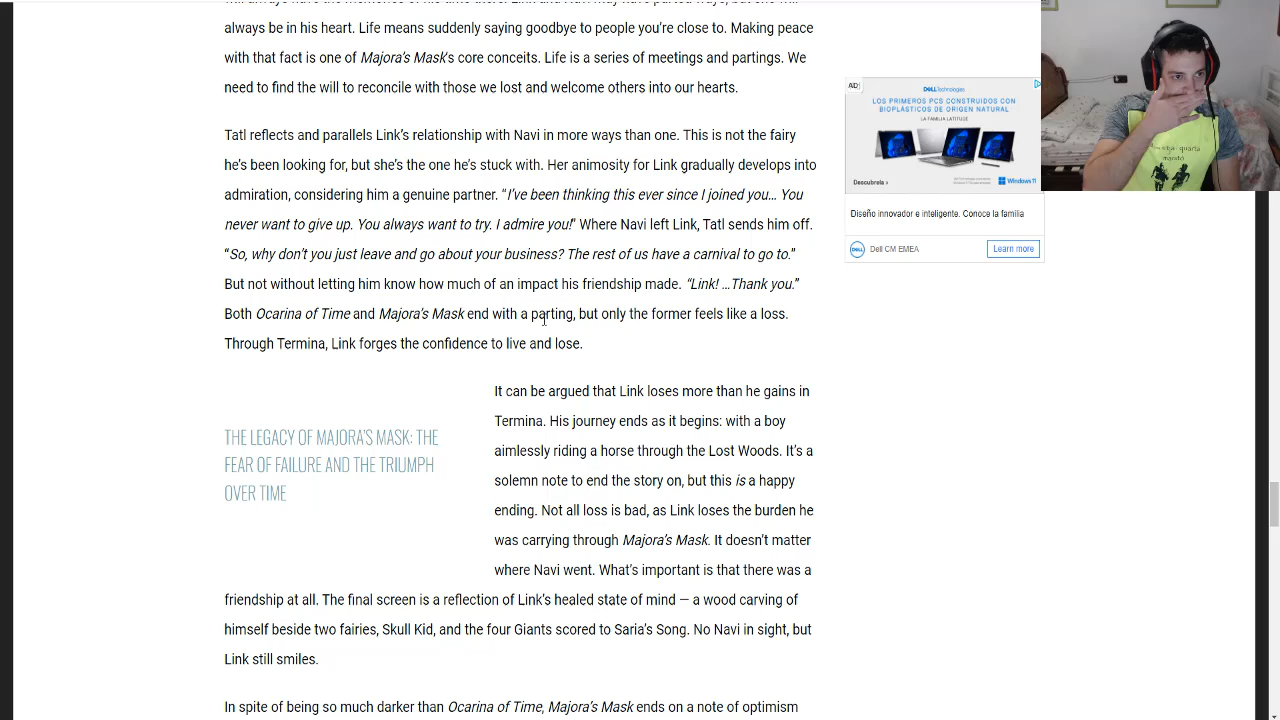 always be in his heart. Life means suddenly saying goodbye to people you're close to. Making peace
with that fact is one of Majora's Mask's core conceits. Life is a series of meetings and partings. We
need to find the will to reconcile with those we lost and welcome others into our hearts.
Tatl reflects and parallels Link's relationship with Navi in more ways than one. This is not the fairy
he's been looking for, but she's the one he's now with. Her animosity for Link gradually develops into
admiration, considering him a genuine partner. “I've been thinking this ever since I joined you… You
never want to give up. You always want to try. I admire you!” Where Navi left Link, Tatl sends him off.
“So, why don't you just leave and go about your business? The rest of us have a carnival to go to.”
But not without letting him know how much of an impact his friendship made. “Link! …Thank you.”
Both Ocarina of Time and Majora's Mask end with a parting, but only the former feels like a loss.
Through Termina, Link forges the confidence to live and lose.
THE LEGACY OF MAJORA'S MASK: THE
FEAR OF FAILURE AND THE TRIUMPH
OVER TIME
It can be argued that Link loses more than he gains in
Termina. His journey ends as it begins: with a boy
aimlessly riding a horse through the Lost Woods. It's a
solemn note to end the story on, but this is a happy
ending. Not all loss is bad, as Link loses the burden he
was carrying through Majora's Mask. It doesn't matter
where Navi went. What's important is that there was a
friendship at all. The final screen is a reflection of Link's healed state of mind — a wood carving of
himself beside two fairies, Skull Kid, and the four Giants scored to Saria's Song. No Navi in sight, but
Link still smiles.
In spite of being so much darker than Ocarina of Time, Majora's Mask ends on a note of optimism
DELL Technologies
LOS PRIMEROS PCS CONSTRUIDOS CON
BIOPLÁSTICOS DE ORIGEN NATURAL
LA FAMILIA LATITUDE
Descubrela >
Windows 11
Diseño innovador e inteligente. Conoce la familia
DELL
Dell CM EMEA
Learn more
quarta
mandó